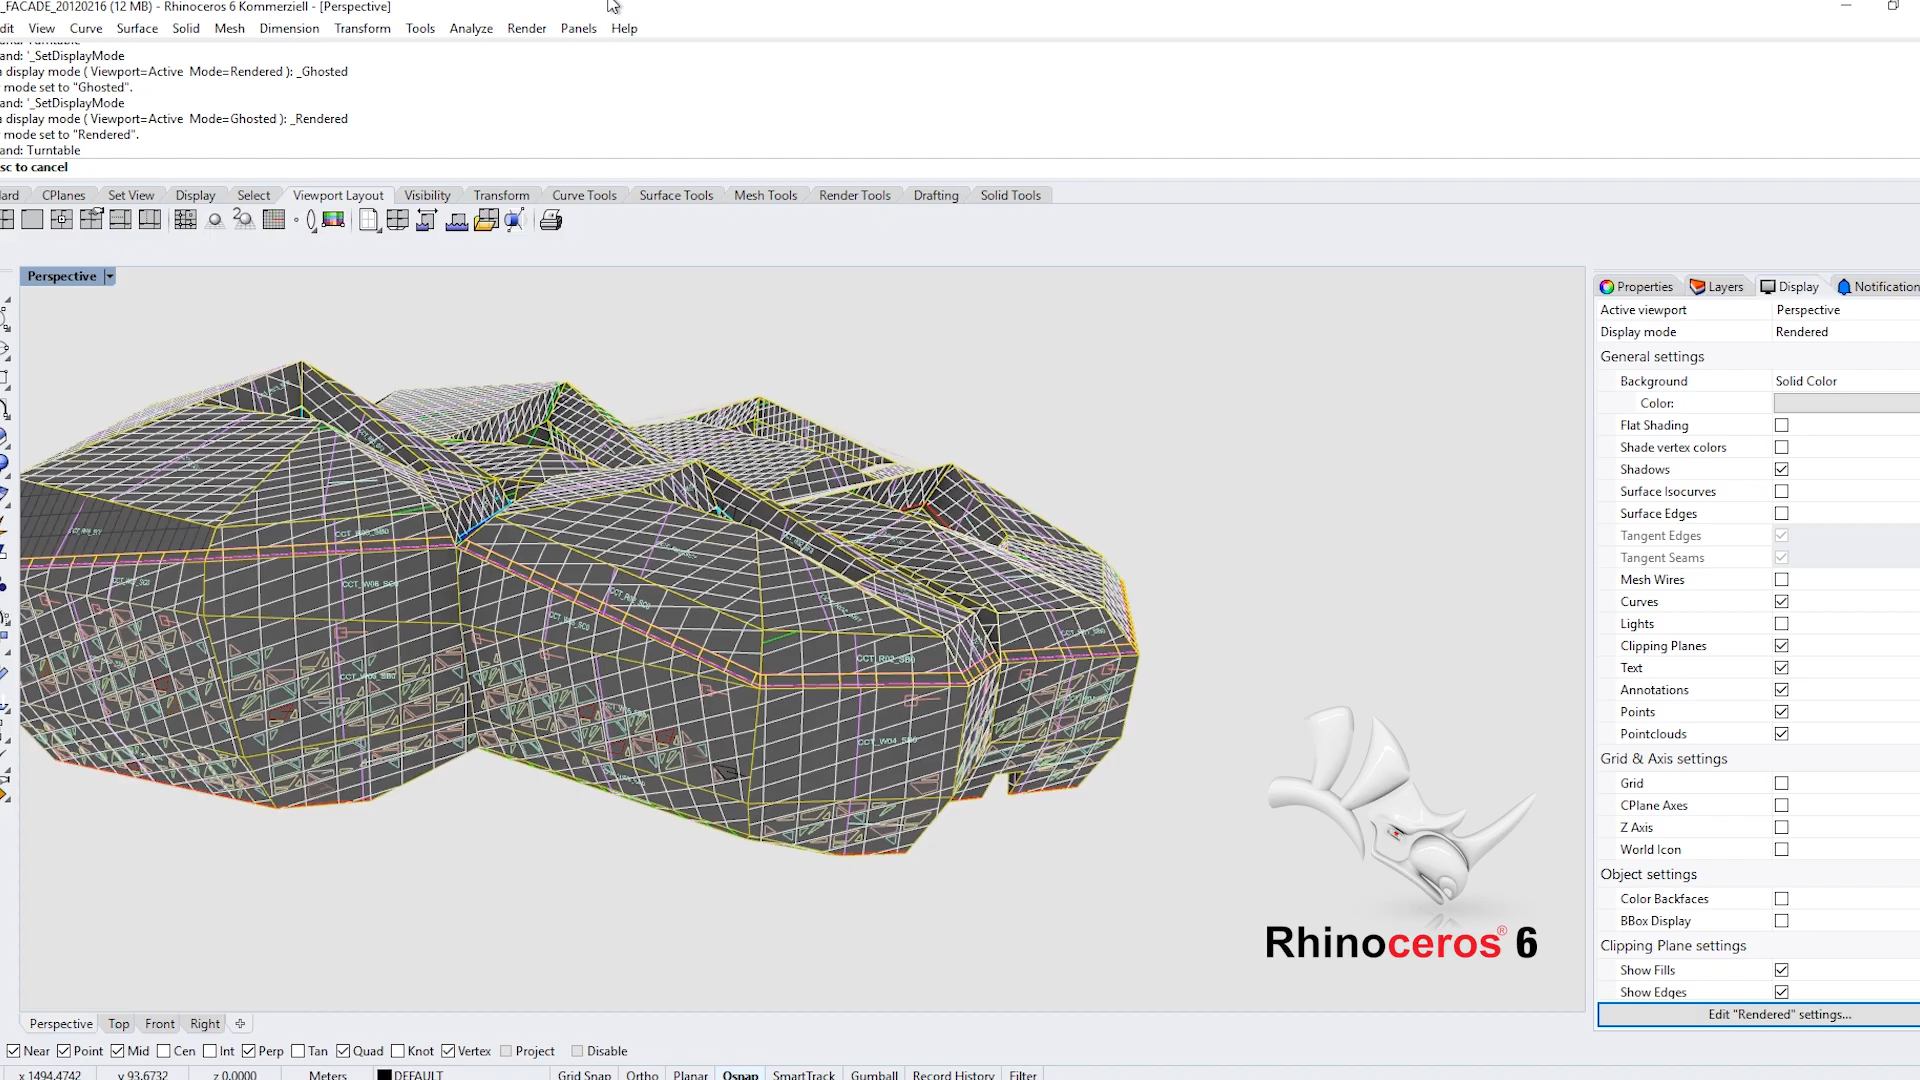 _FACADE_20120216 (12 MB) - Rhinoceros 6 Kommerziell - [Perspective]
dit View Curve Surface Solid Mesh Dimension Transform Tools Analyze Render Panels Help
and: Turntable
and: '_SetDisplayMode
a display mode ( Viewport=Active Mode=Rendered ): _Ghosted
mode set to "Ghosted".
and: '_SetDisplayMode
a display mode ( Viewport=Active Mode=Ghosted ): _Rendered
mode set to "Rendered".
and: Turntable
sc to cancel
ard CPlanes Set View Display Select Viewport Layout Visibility Transform Curve Tools Surface Tools Mesh Tools Render Tools Drafting Solid Tools
Perspective
Properties Layers Display Notification
Active viewport Perspective
Display mode Rendered
General settings
Background Solid Color
Color:
Flat Shading
Shade vertex colors
Shadows
Surface Isocurves
Surface Edges
Tangent Edges
Tangent Seams
Mesh Wires
Curves
Lights
Clipping Planes
Text
Annotations
Points
Pointclouds
Grid & Axis settings
Grid
CPlane Axes
Z Axis
World Icon
Object settings
Color Backfaces
BBox Display
Clipping Plane settings
Show Fills
Show Edges
Edit "Rendered" settings...
CCT_R02_SB0
CCT_W04_SB0
Rhinoceros® 6
Perspective Top Front Right
Near Point Mid Cen Int Perp Tan Quad Knot Vertex Project Disable
x 1494.4742 y 93.6732 z 0.0000 Meters DEFAULT Grid Snap Ortho Planar Osnap SmartTrack Gumball Record History Filter